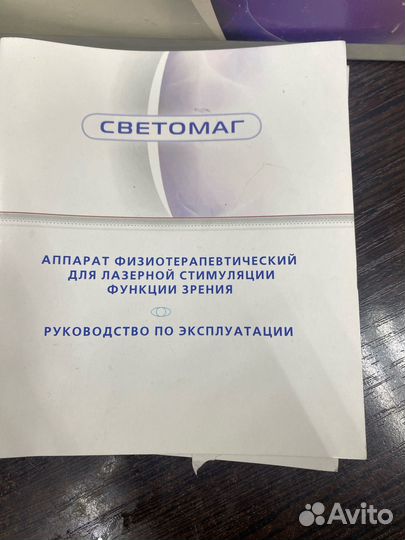 СВЕТОМАГ
АППАРАТ ФИЗИОТЕРАПЕВТИЧЕСКИЙ
ДЛЯ ЛАЗЕРНОЙ СТИМУЛЯЦИИ
ФУНКЦИИ ЗРЕНИЯ
РУКОВОДСТВО ПО ЭКСПЛУАТАЦИИ
Avito